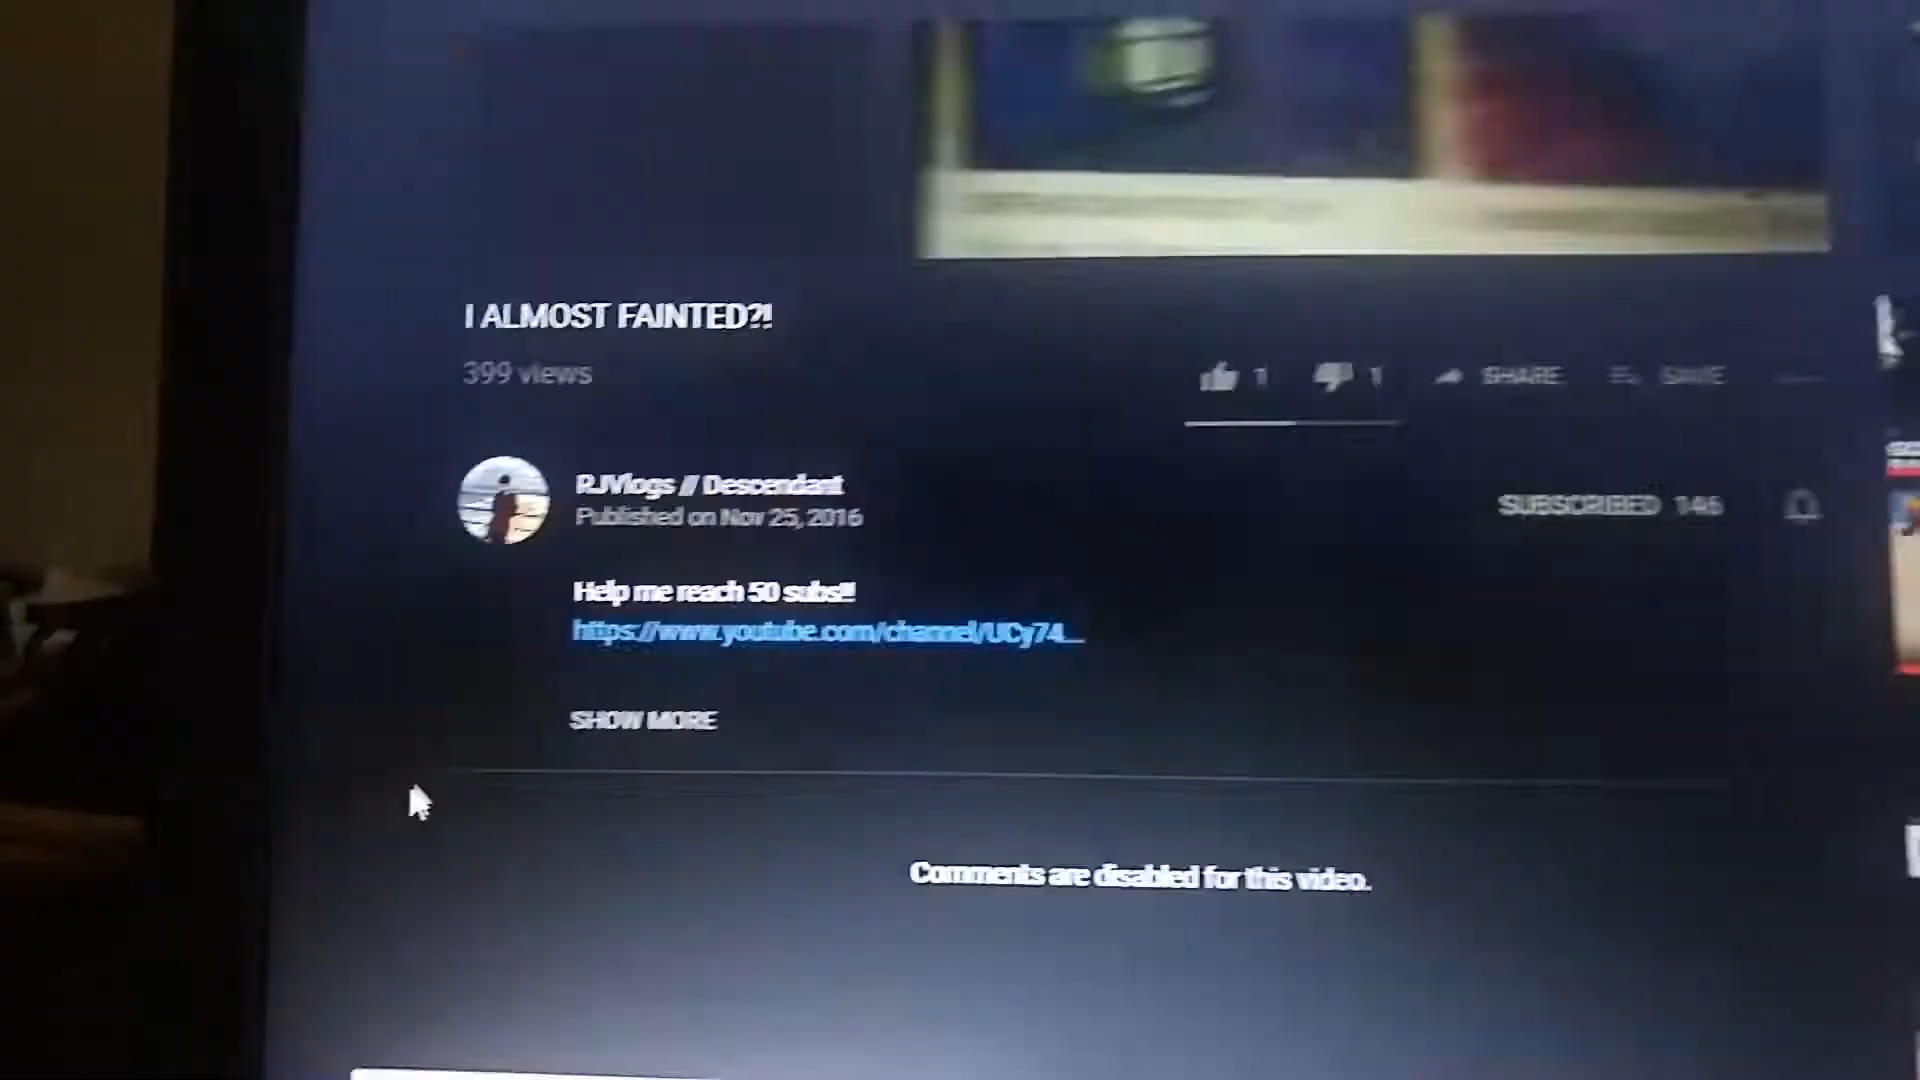 I ALMOST FAINTED?!
399 views
1
1
SHARE
SAVE
RJVlogs // Descendant
Published on Nov 25, 2016
SUBSCRIBED 146
Help me reach 50 subs!!
https://www.youtube.com/channel/UCy74...
SHOW MORE
Comments are disabled for this video.